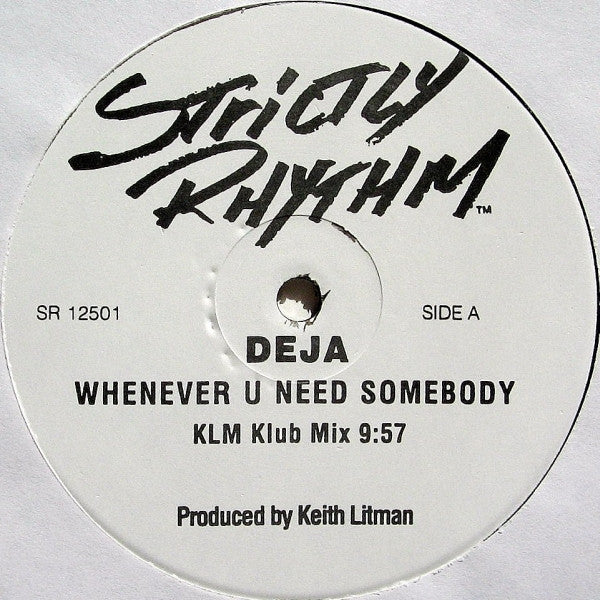 STRICTLY
RHYTHM™
SR 12501
SIDE A
DEJA
WHENEVER U NEED SOMEBODY
KLM Klub Mix 9:57
Produced by Keith Litman